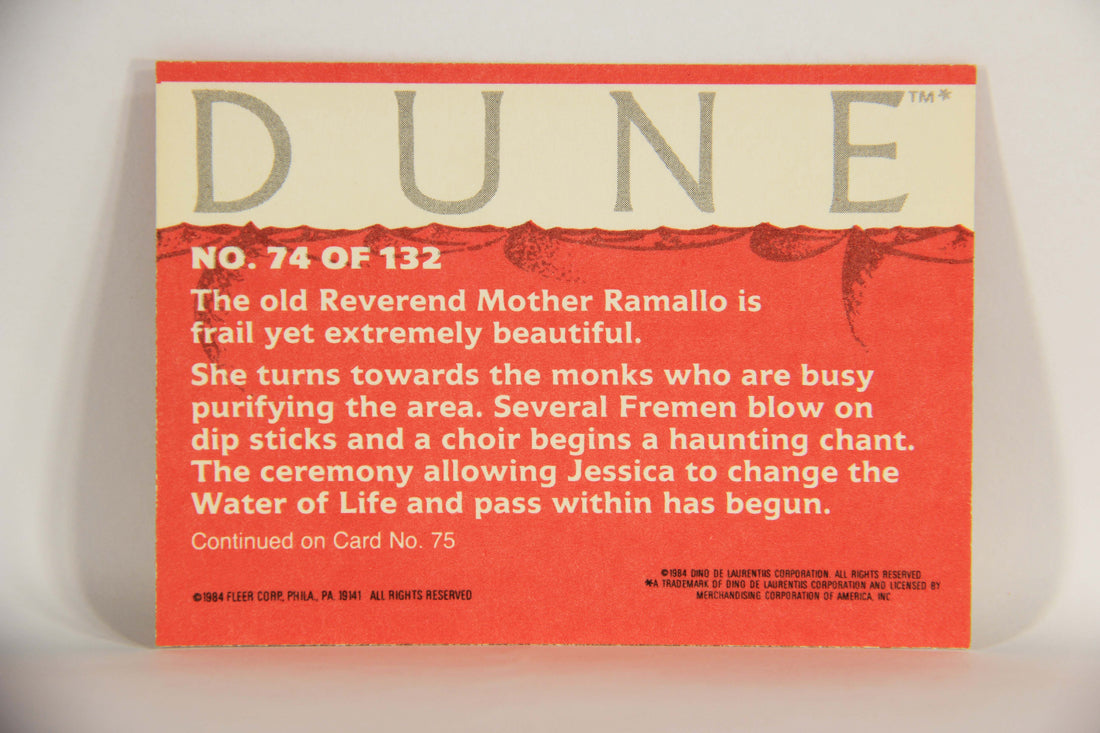 DUNE™*
NO. 74 OF 132
The old Reverend Mother Ramallo is
frail yet extremely beautiful.
She turns towards the monks who are busy
purifying the area. Several Fremen blow on
dip sticks and a choir begins a haunting chant.
The ceremony allowing Jessica to change the
Water of Life and pass within has begun.
Continued on Card No. 75
©1984 FLEER CORP., PHILA., PA. 19141 ALL RIGHTS RESERVED
©1984 DINO DE LAURENTIIS CORPORATION. ALL RIGHTS RESERVED.
*A TRADEMARK OF DINO DE LAURENTIIS CORPORATION AND LICENSED BY
MERCHANDISING CORPORATION OF AMERICA, INC.